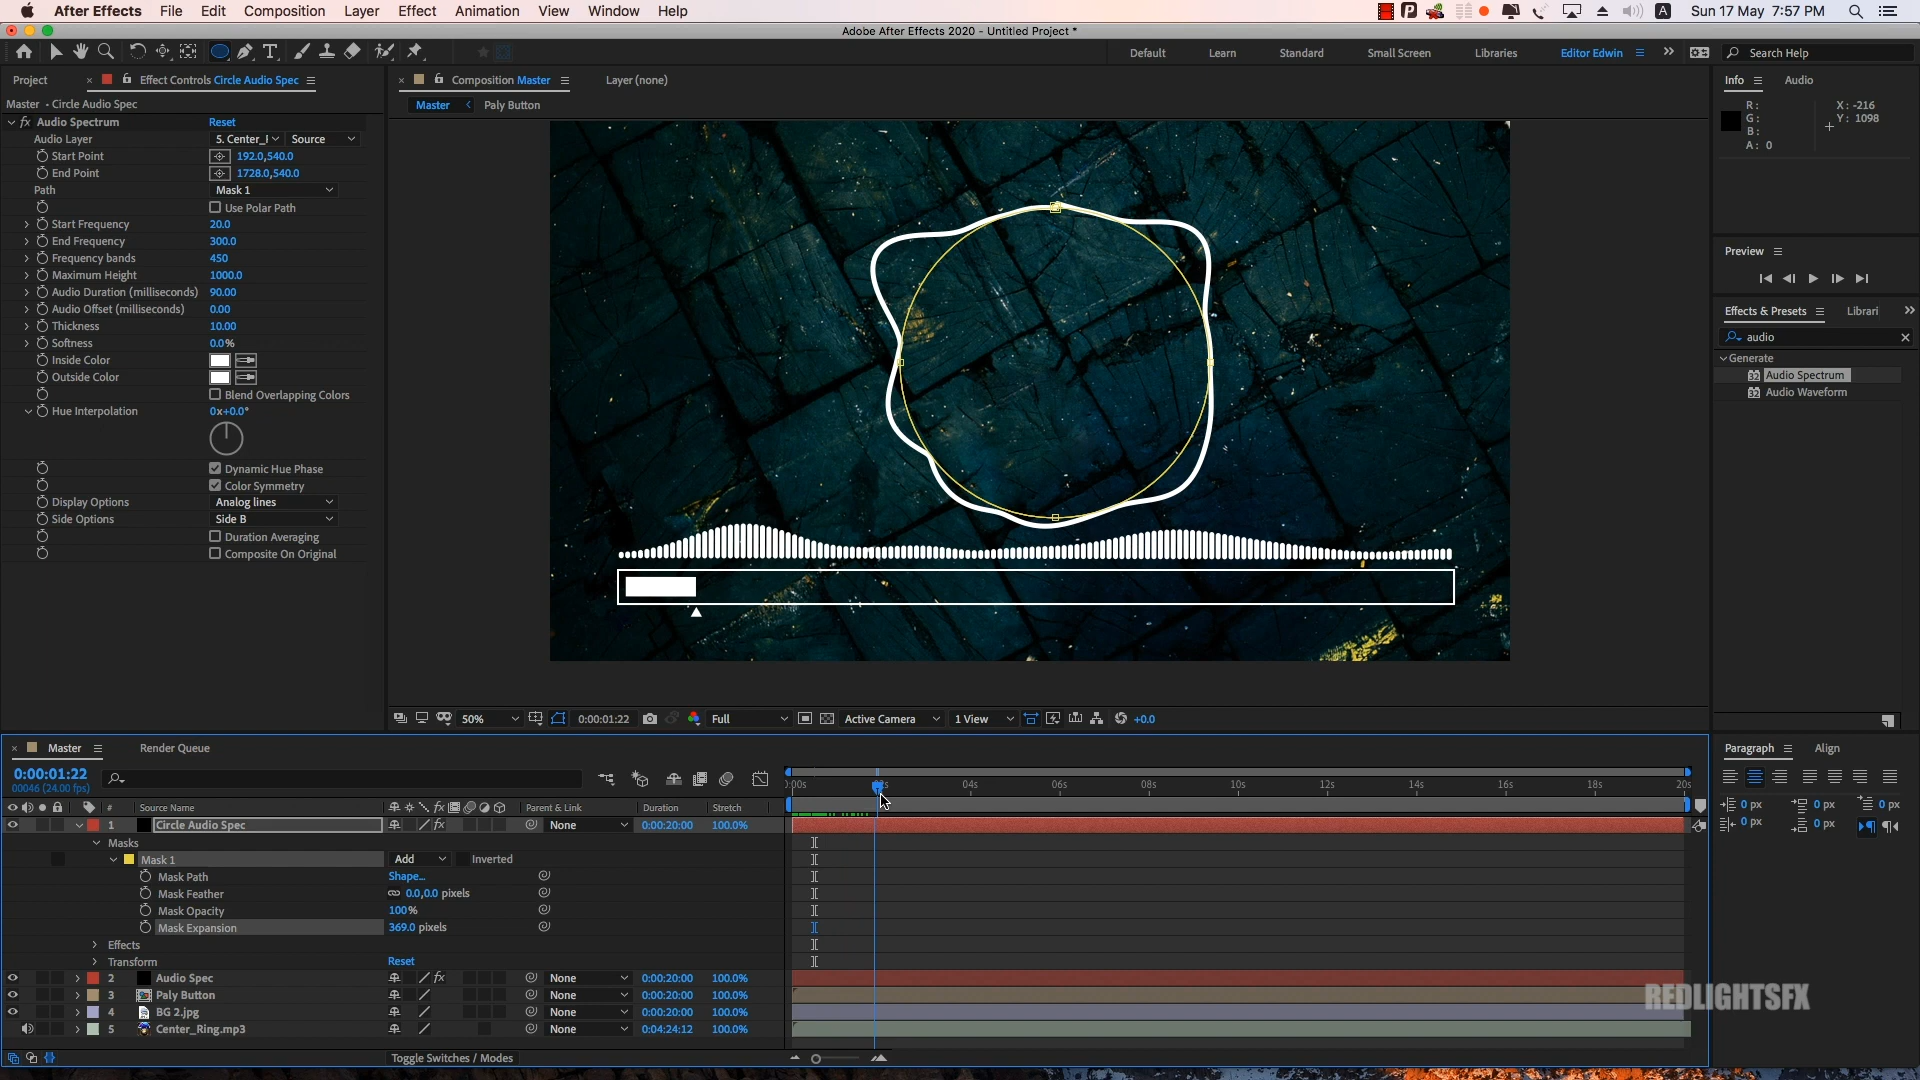 After Effects File Edit Composition Layer Effect Animation View Window Help A Sun 17 May 7:57 PM
Adobe After Effects 2020 - Untitled Project *
Default Learn Standard Small Screen Libraries Editor Edwin Search Help
Project Effect Controls Circle Audio Spec
Composition Master Layer (none)
Info Audio
Master • Circle Audio Spec
Master Paly Button
R:
G:
B:
A: 0
X: -216
Y: 1098
fx Audio Spectrum Reset
Audio Layer 5. Center_l Source
Start Point 192.0,540.0
End Point 1728.0,540.0
Path Mask 1
Use Polar Path
Start Frequency 20.0
End Frequency 300.0
Frequency bands 450
Maximum Height 1000.0
Audio Duration (milliseconds) 90.00
Audio Offset (milliseconds) 0.00
Thickness 10.00
Softness 0.0%
Inside Color
Outside Color
Blend Overlapping Colors
Hue Interpolation 0x+0.0°
Dynamic Hue Phase
Color Symmetry
Display Options Analog lines
Side Options Side B
Duration Averaging
Composite On Original
Preview
Effects & Presets Librari
audio
Generate
32 Audio Spectrum
32 Audio Waveform
50% 0:00:01:22 Full Active Camera 1 View +0.0
Master Render Queue
Paragraph Align
0:00:01:22
00046 (24.00 fps)
:00s 02s 04s 06s 08s 10s 12s 14s 16s 18s 20s
# Source Name fx Parent & Link Duration Stretch
1 Circle Audio Spec fx None 0:00:20:00 100.0%
Masks
Mask 1 Add Inverted
Mask Path Shape...
Mask Feather 0.0,0.0 pixels
Mask Opacity 100%
Mask Expansion 369.0 pixels
Effects
Transform Reset
2 Audio Spec fx None 0:00:20:00 100.0%
3 Paly Button None 0:00:20:00 100.0%
4 BG 2.jpg None 0:00:20:00 100.0%
5 Center_Ring.mp3 None 0:04:24:12 100.0%
Toggle Switches / Modes
0 px 0 px 0 px
0 px 0 px
REDLIGHTSFX